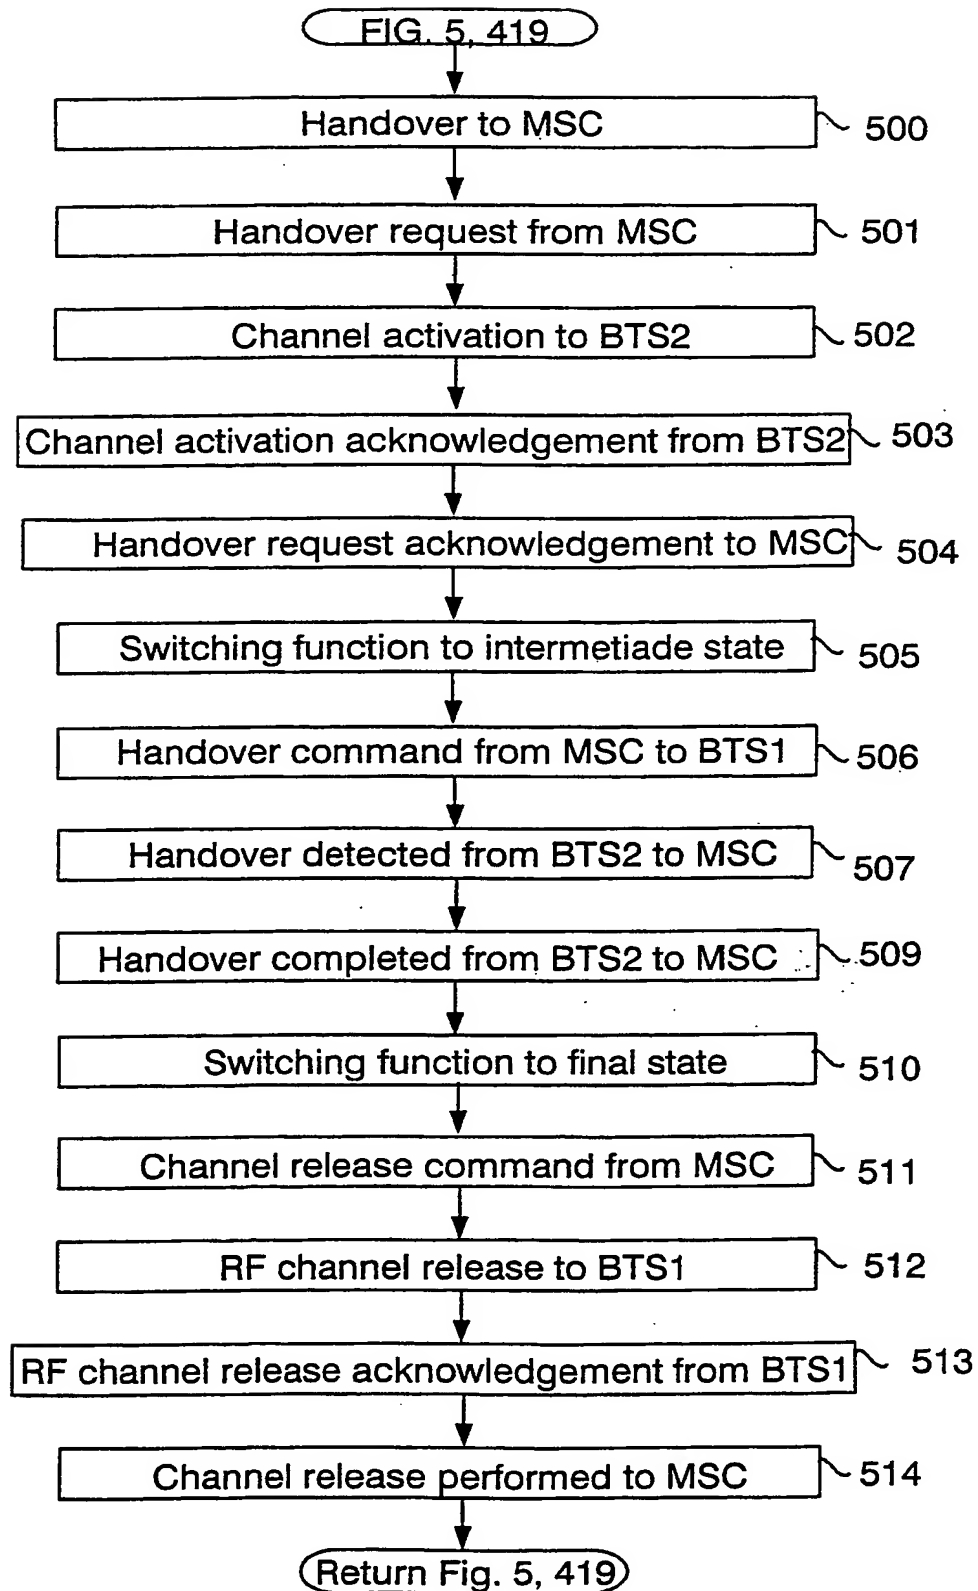 FIG. 5, 419
Handover to MSC 500
Handover request from MSC 501
Channel activation to BTS2 502
Channel activation acknowledgement from BTS2 503
Handover request acknowledgement to MSC 504
Switching function to intermetiade state 505
Handover command from MSC to BTS1 506
Handover detected from BTS2 to MSC 507
Handover completed from BTS2 to MSC 509
Switching function to final state 510
Channel release command from MSC 511
RF channel release to BTS1 512
RF channel release acknowledgement from BTS1 513
Channel release performed to MSC 514
Return Fig. 5, 419